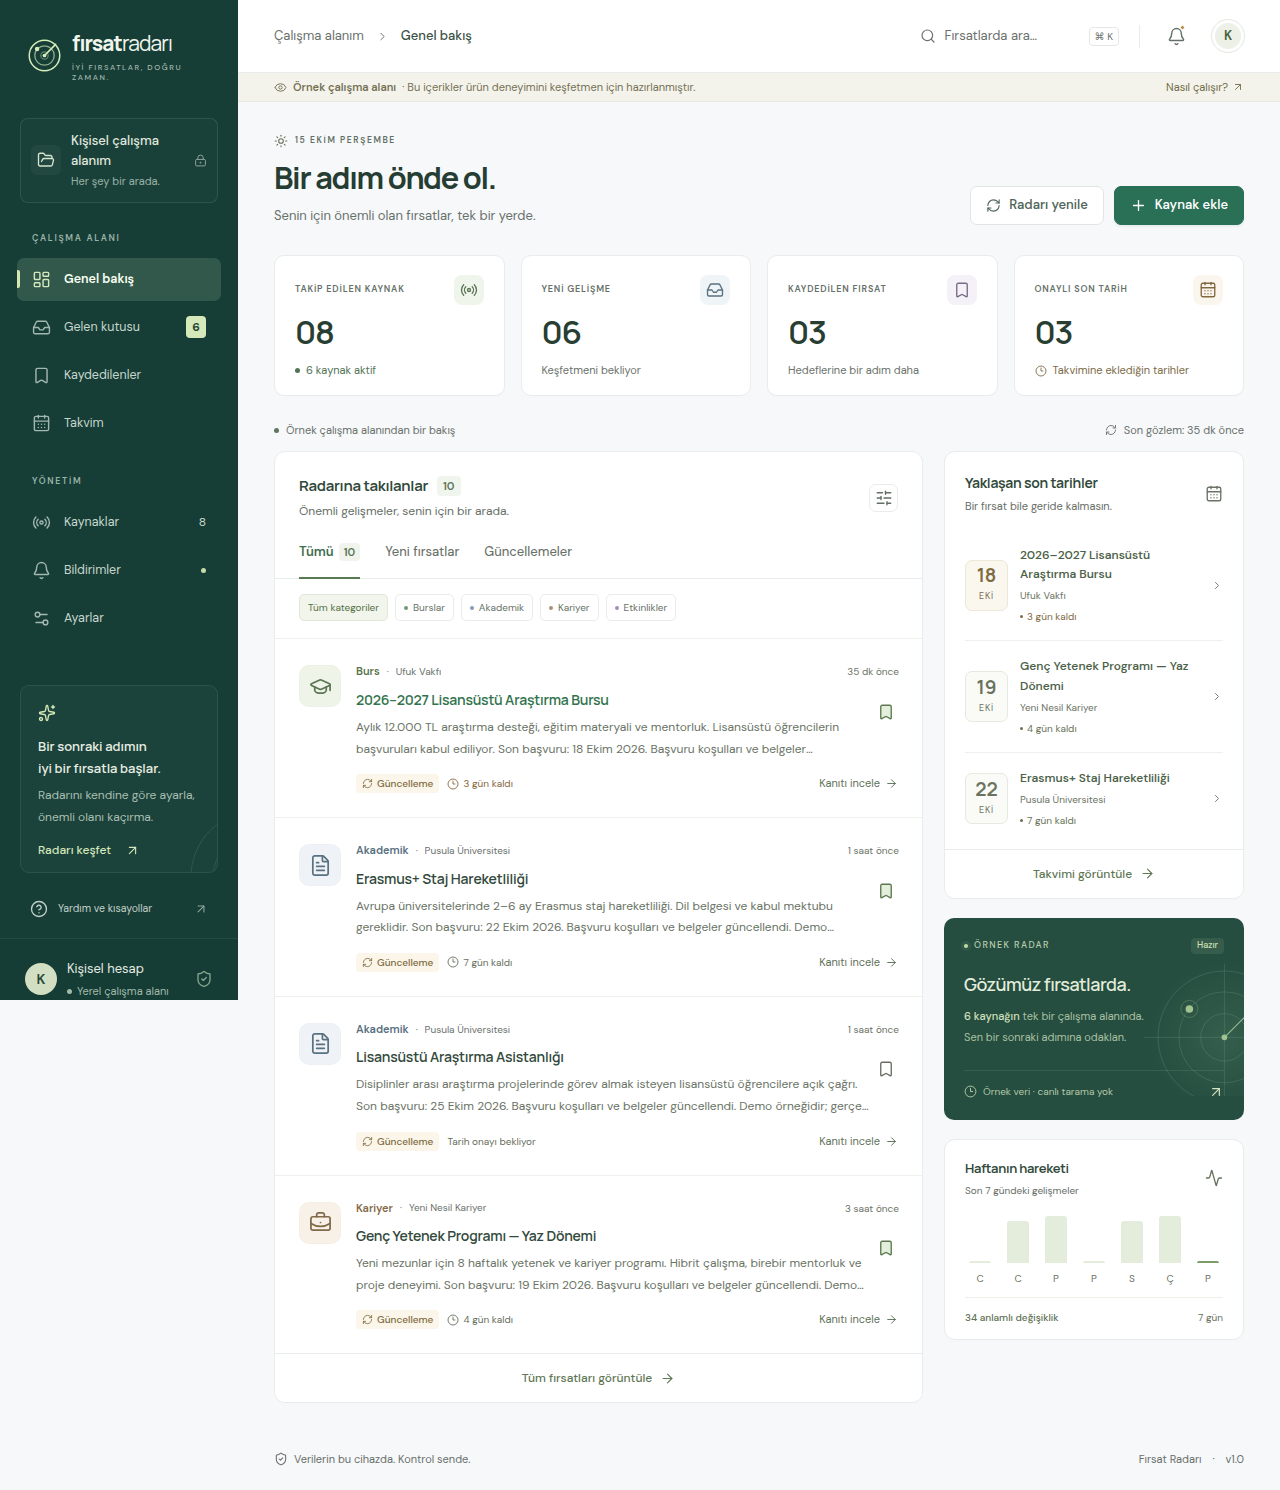 fırsatradarı
İYİ FIRSATLAR, DOĞRU
ZAMAN.
Kişisel çalışma
alanım
Her şey bir arada.
ÇALIŞMA ALANI
Genel bakış
Gelen kutusu 6
Kaydedilenler
Takvim
YÖNETİM
Kaynaklar 8
Bildirimler
Ayarlar
Bir sonraki adımın
iyi bir fırsatla başlar.
Radarını kendine göre ayarla,
önemli olanı kaçırma.
Radarı keşfet
Yardım ve kısayollar
K Kişisel hesap
Yerel çalışma alanı
Çalışma alanım > Genel bakış
Fırsatlarda ara...
⌘ K
K
Örnek çalışma alanı · Bu içerikler ürün deneyimini keşfetmen için hazırlanmıştır.
Nasıl çalışır?
15 EKİM PERŞEMBE
Bir adım önde ol.
Senin için önemli olan fırsatlar, tek bir yerde.
Radarı yenile
Kaynak ekle
TAKİP EDİLEN KAYNAK
08
6 kaynak aktif
YENİ GELİŞME
06
Keşfetmeni bekliyor
KAYDEDİLEN FIRSAT
03
Hedeflerine bir adım daha
ONAYLI SON TARİH
03
Takvimine eklediğin tarihler
Örnek çalışma alanından bir bakış
Son gözlem: 35 dk önce
Radarına takılanlar 10
Önemli gelişmeler, senin için bir arada.
Tümü 10 Yeni fırsatlar Güncellemeler
Tüm kategoriler Burslar Akademik Kariyer Etkinlikler
Burs · Ufuk Vakfı 35 dk önce
2026–2027 Lisansüstü Araştırma Bursu
Aylık 12.000 TL araştırma desteği, eğitim materyali ve mentorluk. Lisansüstü öğrencilerin
başvuruları kabul ediliyor. Son başvuru: 18 Ekim 2026. Başvuru koşulları ve belgeler...
Güncelleme 3 gün kaldı Kanıtı incele
Akademik · Pusula Üniversitesi 1 saat önce
Erasmus+ Staj Hareketliliği
Avrupa üniversitelerinde 2–6 ay Erasmus staj hareketliliği. Dil belgesi ve kabul mektubu
gereklidir. Son başvuru: 22 Ekim 2026. Başvuru koşulları ve belgeler güncellendi. Demo...
Güncelleme 7 gün kaldı Kanıtı incele
Akademik · Pusula Üniversitesi 1 saat önce
Lisansüstü Araştırma Asistanlığı
Disiplinler arası araştırma projelerinde görev almak isteyen lisansüstü öğrencilere açık çağrı.
Son başvuru: 25 Ekim 2026. Başvuru koşulları ve belgeler güncellendi. Demo örneğidir; gerçe...
Güncelleme Tarih onayı bekliyor Kanıtı incele
Kariyer · Yeni Nesil Kariyer 3 saat önce
Genç Yetenek Programı — Yaz Dönemi
Yeni mezunlar için 8 haftalık yetenek ve kariyer programı. Hibrit çalışma, birebir mentorluk ve
proje deneyimi. Son başvuru: 19 Ekim 2026. Başvuru koşulları ve belgeler güncellendi. Demo...
Güncelleme 4 gün kaldı Kanıtı incele
Tüm fırsatları görüntüle
Yaklaşan son tarihler
Bir fırsat bile geride kalmasın.
18 EKİ
2026–2027 Lisansüstü
Araştırma Bursu
Ufuk Vakfı
3 gün kaldı
19 EKİ
Genç Yetenek Programı — Yaz
Dönemi
Yeni Nesil Kariyer
4 gün kaldı
22 EKİ
Erasmus+ Staj Hareketliliği
Pusula Üniversitesi
7 gün kaldı
Takvimi görüntüle
ÖRNEK RADAR Hazır
Gözümüz fırsatlarda.
6 kaynağın tek bir çalışma alanında.
Sen bir sonraki adımına odaklan.
Örnek veri · canlı tarama yok
Haftanın hareketi
Son 7 gündeki gelişmeler
C C P P S Ç P
34 anlamlı değişiklik 7 gün
Verilerin bu cihazda. Kontrol sende.
Fırsat Radarı · v1.0